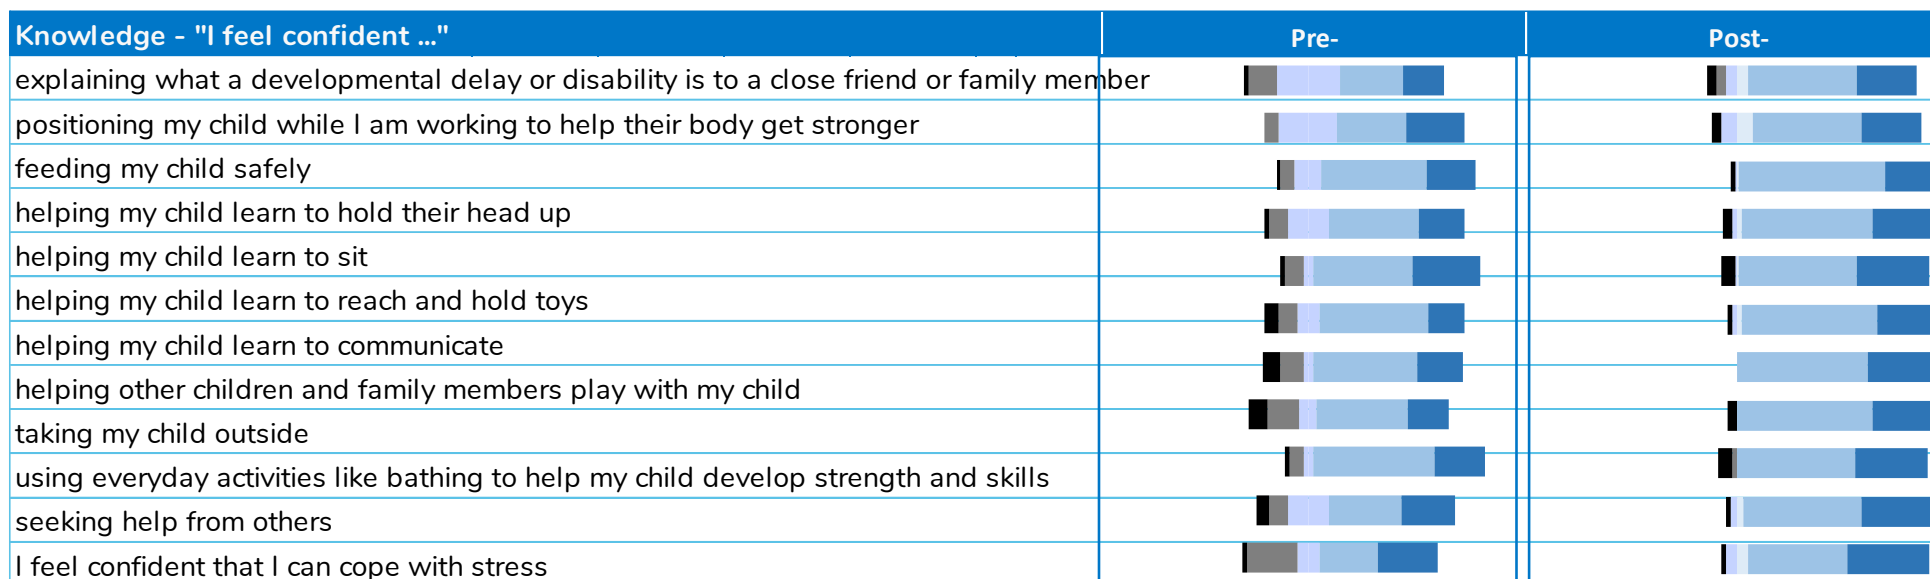 Knowledge - "I feel confident ..." Pre- Post-
explaining what a developmental delay or disability is to a close friend or family member
positioning my child while I am working to help their body get stronger
feeding my child safely
helping my child learn to hold their head up
helping my child learn to sit
helping my child learn to reach and hold toys
helping my child learn to communicate
helping other children and family members play with my child
taking my child outside
using everyday activities like bathing to help my child develop strength and skills
seeking help from others
I feel confident that I can cope with stress